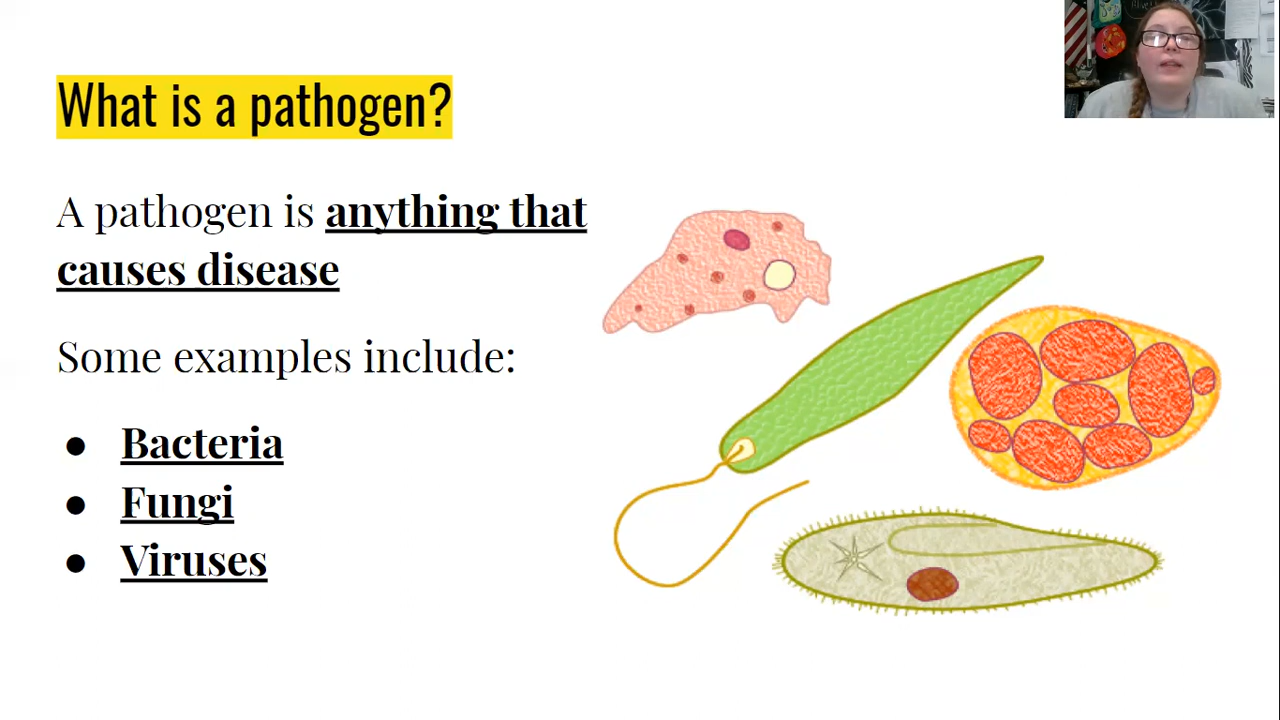 What is a pathogen?
A pathogen is anything that
causes disease
Some examples include:
● Bacteria
● Fungi
● Viruses